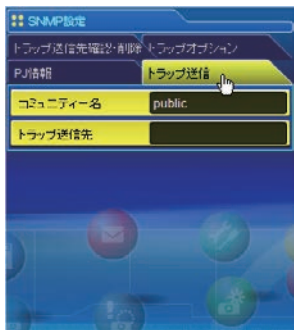 SNMP設定
トラップ送信先確認・削除 トラップオプション
PJ情報 トラップ送信
コミュニティー名 public
トラップ送信先